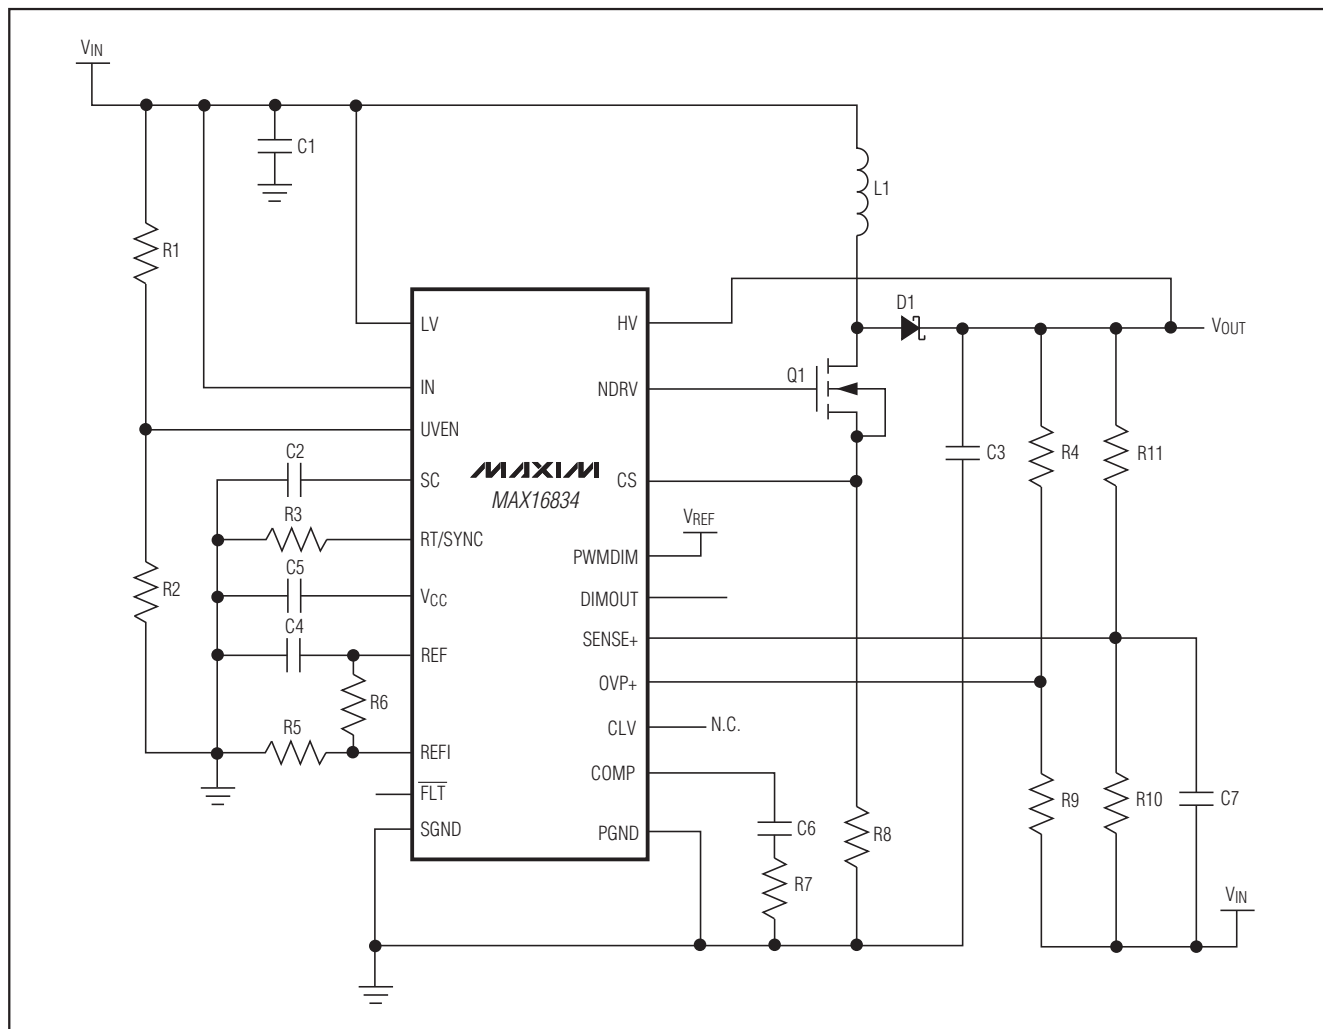 VIN
C1
L1
R1
LV
HV
D1
VOUT
IN
NDRV
Q1
UVEN
C2
SC
MAXIM
MAX16834
CS
C3
R4
R11
R3
RT/SYNC
VREF
PWMDIM
C5
VCC
R2
DIMOUT
C4
REF
SENSE+
R6
OVP+
R5
REFI
CLV
N.C.
FLT
COMP
R9
R10
C7
SGND
PGND
C6
R8
R7
VIN